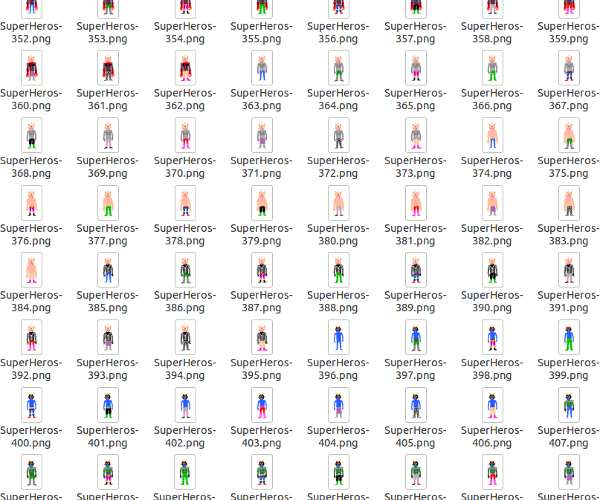 SuperHeros- SuperHeros- SuperHeros- SuperHeros- SuperHeros- SuperHeros- SuperHeros- SuperHeros-
352.png 353.png 354.png 355.png 356.png 357.png 358.png 359.png
SuperHeros- SuperHeros- SuperHeros- SuperHeros- SuperHeros- SuperHeros- SuperHeros- SuperHeros-
360.png 361.png 362.png 363.png 364.png 365.png 366.png 367.png
SuperHeros- SuperHeros- SuperHeros- SuperHeros- SuperHeros- SuperHeros- SuperHeros- SuperHeros-
368.png 369.png 370.png 371.png 372.png 373.png 374.png 375.png
SuperHeros- SuperHeros- SuperHeros- SuperHeros- SuperHeros- SuperHeros- SuperHeros- SuperHeros-
376.png 377.png 378.png 379.png 380.png 381.png 382.png 383.png
SuperHeros- SuperHeros- SuperHeros- SuperHeros- SuperHeros- SuperHeros- SuperHeros- SuperHeros-
384.png 385.png 386.png 387.png 388.png 389.png 390.png 391.png
SuperHeros- SuperHeros- SuperHeros- SuperHeros- SuperHeros- SuperHeros- SuperHeros- SuperHeros-
392.png 393.png 394.png 395.png 396.png 397.png 398.png 399.png
SuperHeros- SuperHeros- SuperHeros- SuperHeros- SuperHeros- SuperHeros- SuperHeros- SuperHeros-
400.png 401.png 402.png 403.png 404.png 405.png 406.png 407.png